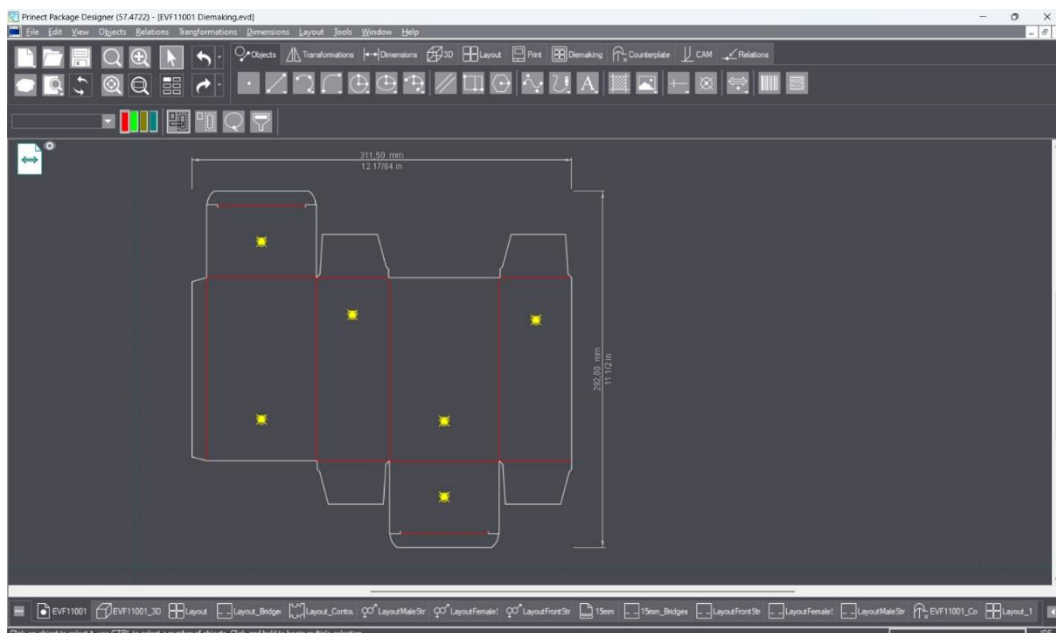 Prinect Package Designer (57.4722) - [EVF11001 Diemaking.evd]
File Edit View Objects Relations Transformations Dimensions Layout Tools Window Help
Objects Transformations Dimensions 3D Layout Print Diemaking Counterplate CAM Relations
311,50 mm
12 17/64 in
292,00 mm
11 1/2 in
EVF11001 EVF11001_3D Layout Layout_Bridges Layout_Contou LayoutMaleStr LayoutFemale: LayoutFrontStr 15mm 15mm_Bridges LayoutFrontStr LayoutFemale: LayoutMaleStr EVF11001_Co Layout_1